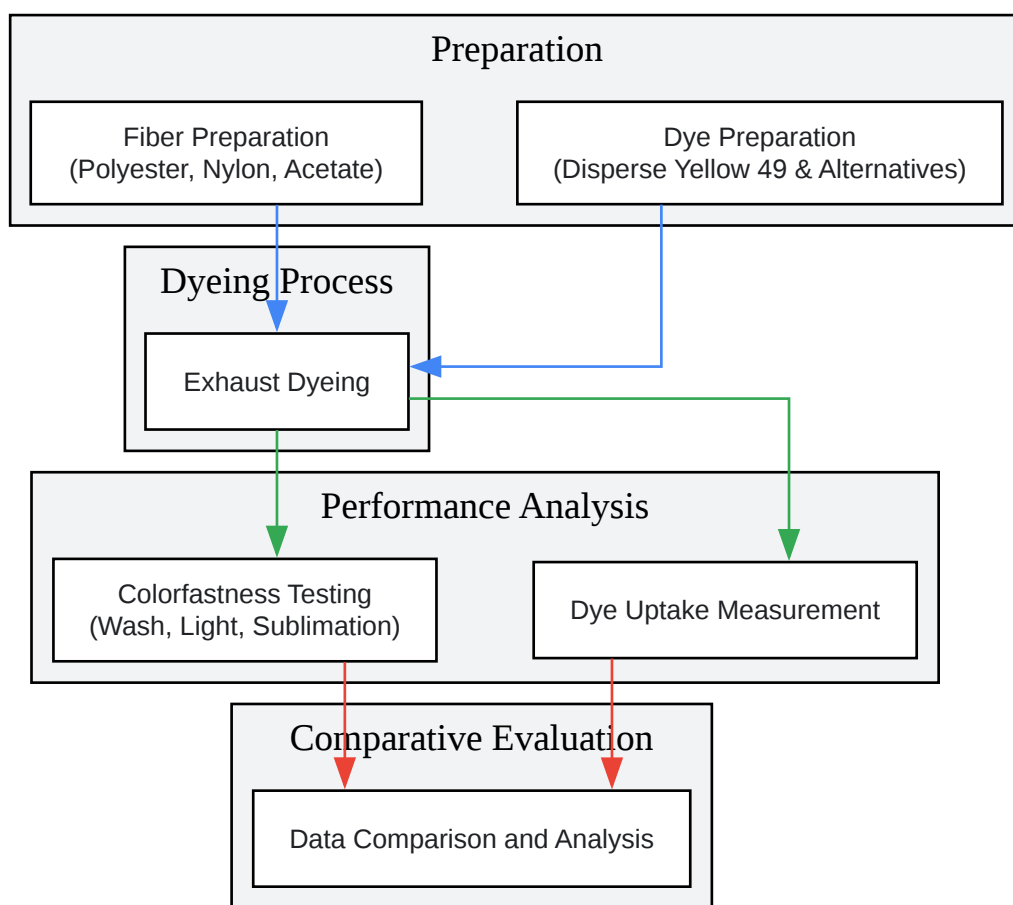 Preparation
Fiber Preparation
(Polyester, Nylon, Acetate)
Dye Preparation
(Disperse Yellow 49 & Alternatives)
Dyeing Process
Exhaust Dyeing
Performance Analysis
Colorfastness Testing
(Wash, Light, Sublimation)
Dye Uptake Measurement
Comparative Evaluation
Data Comparison and Analysis